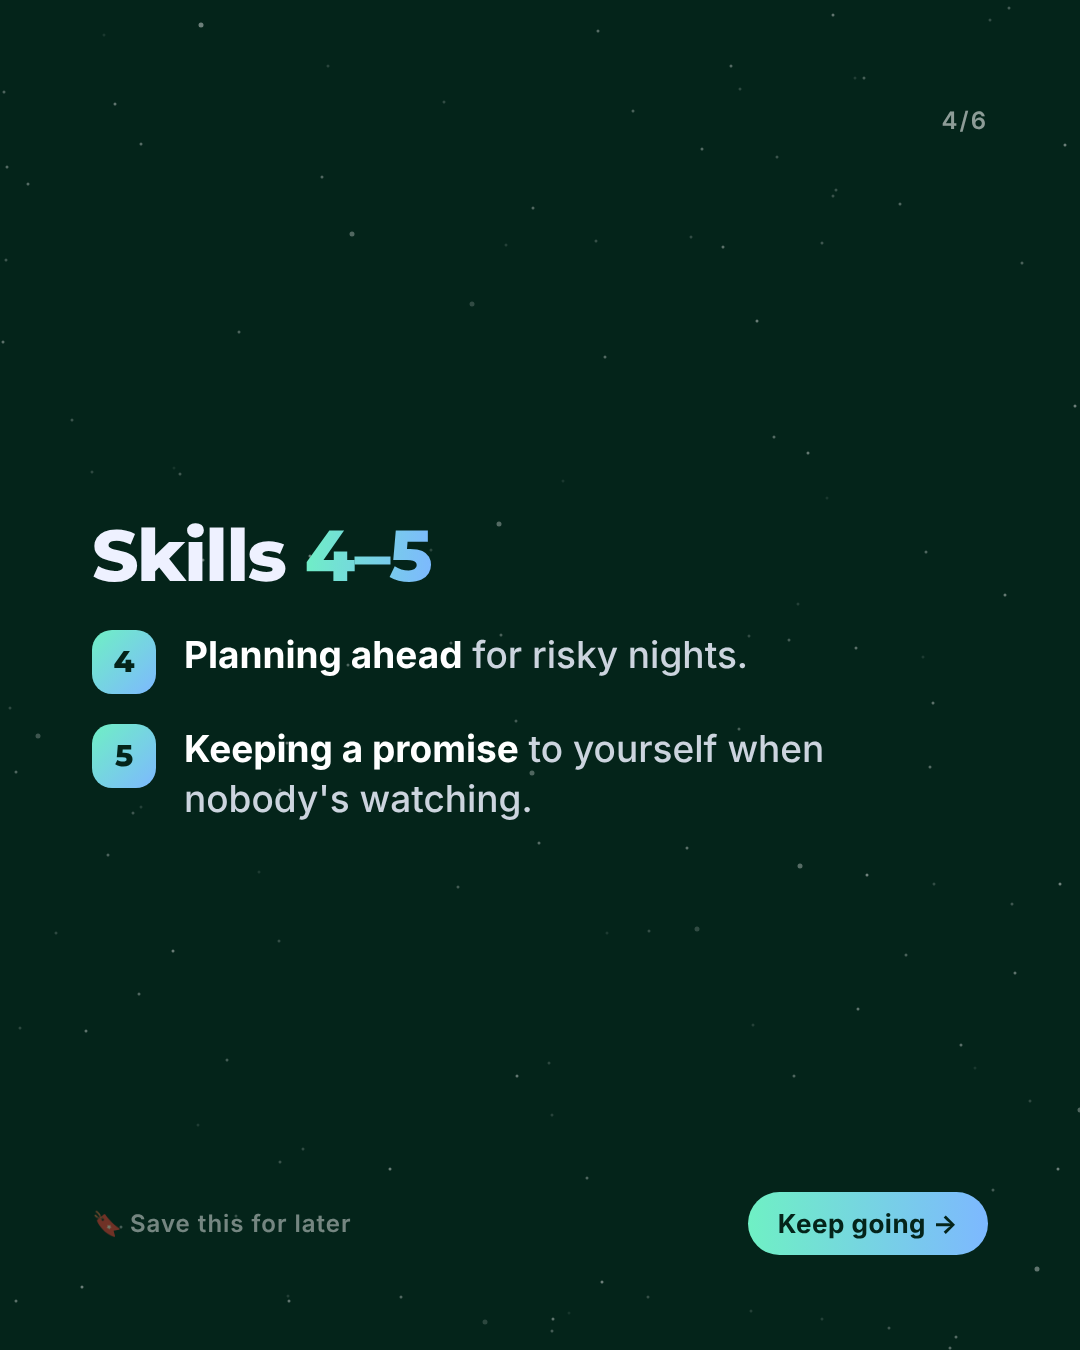 4/6
Skills 4–5
4 Planning ahead for risky nights.
5 Keeping a promise to yourself when
nobody's watching.
🔖 Save this for later
Keep going →